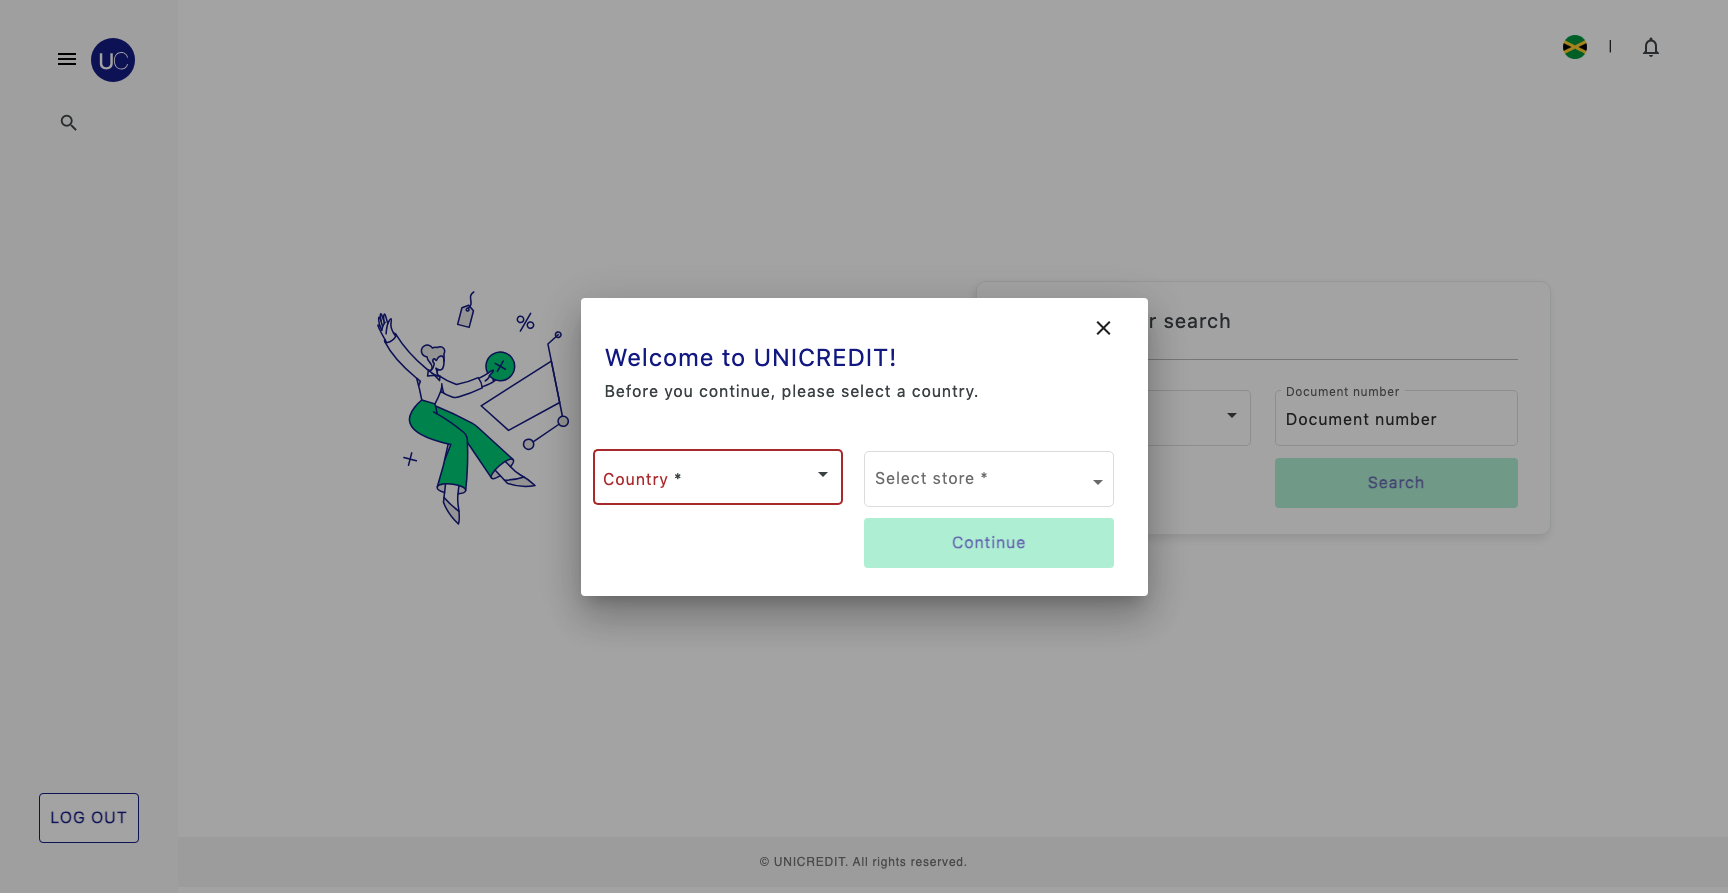 UC
|
r search
Welcome to UNICREDIT!
Before you continue, please select a country.
Document number
Document number
Country *
Select store *
Search
Continue
LOG OUT
© UNICREDIT. All rights reserved.